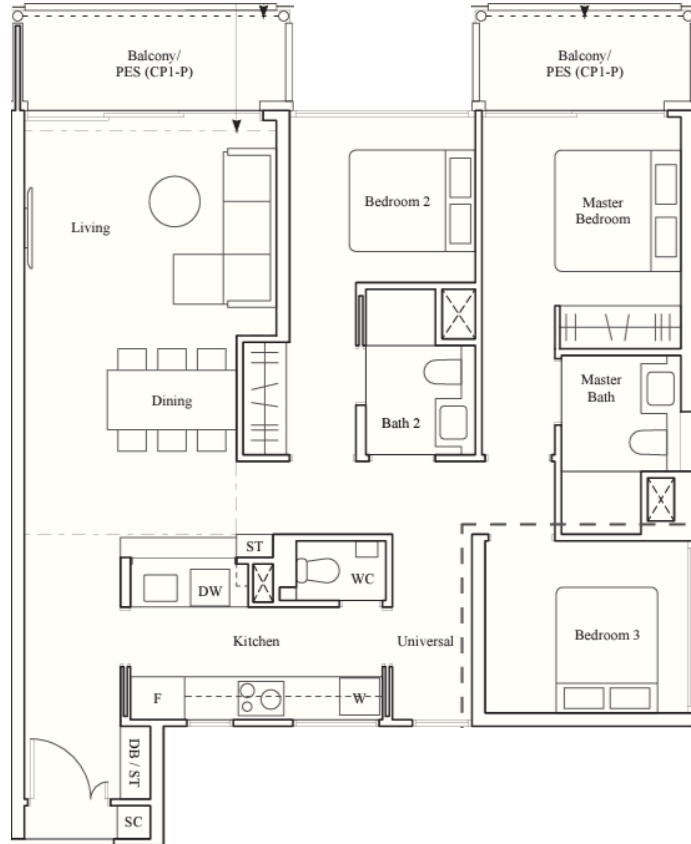 Balcony/
PES (CP1-P)
Balcony/
PES (CP1-P)
Living
Bedroom 2
Master
Bedroom
Dining
Bath 2
Master
Bath
ST
DW
WC
Kitchen
Universal
Bedroom 3
F
W
DB / ST
SC